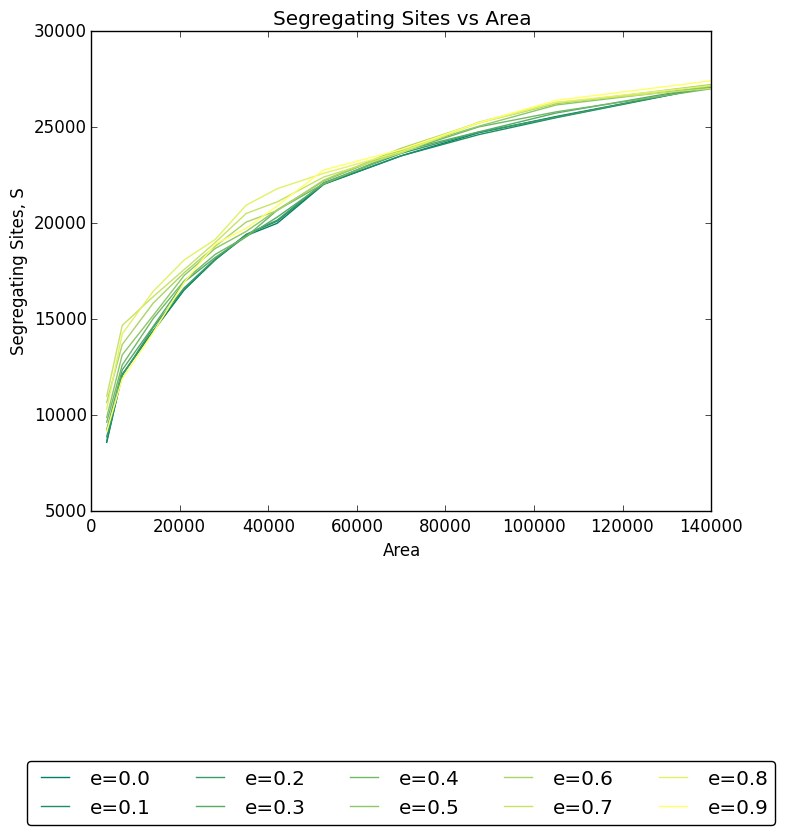 Segregating Sites vs Area
30000
25000
20000
15000
10000
5000
Segregating Sites, S
0 20000 40000 60000 80000 100000 120000 140000
Area
e=0.0 e=0.2 e=0.4 e=0.6 e=0.8
e=0.1 e=0.3 e=0.5 e=0.7 e=0.9